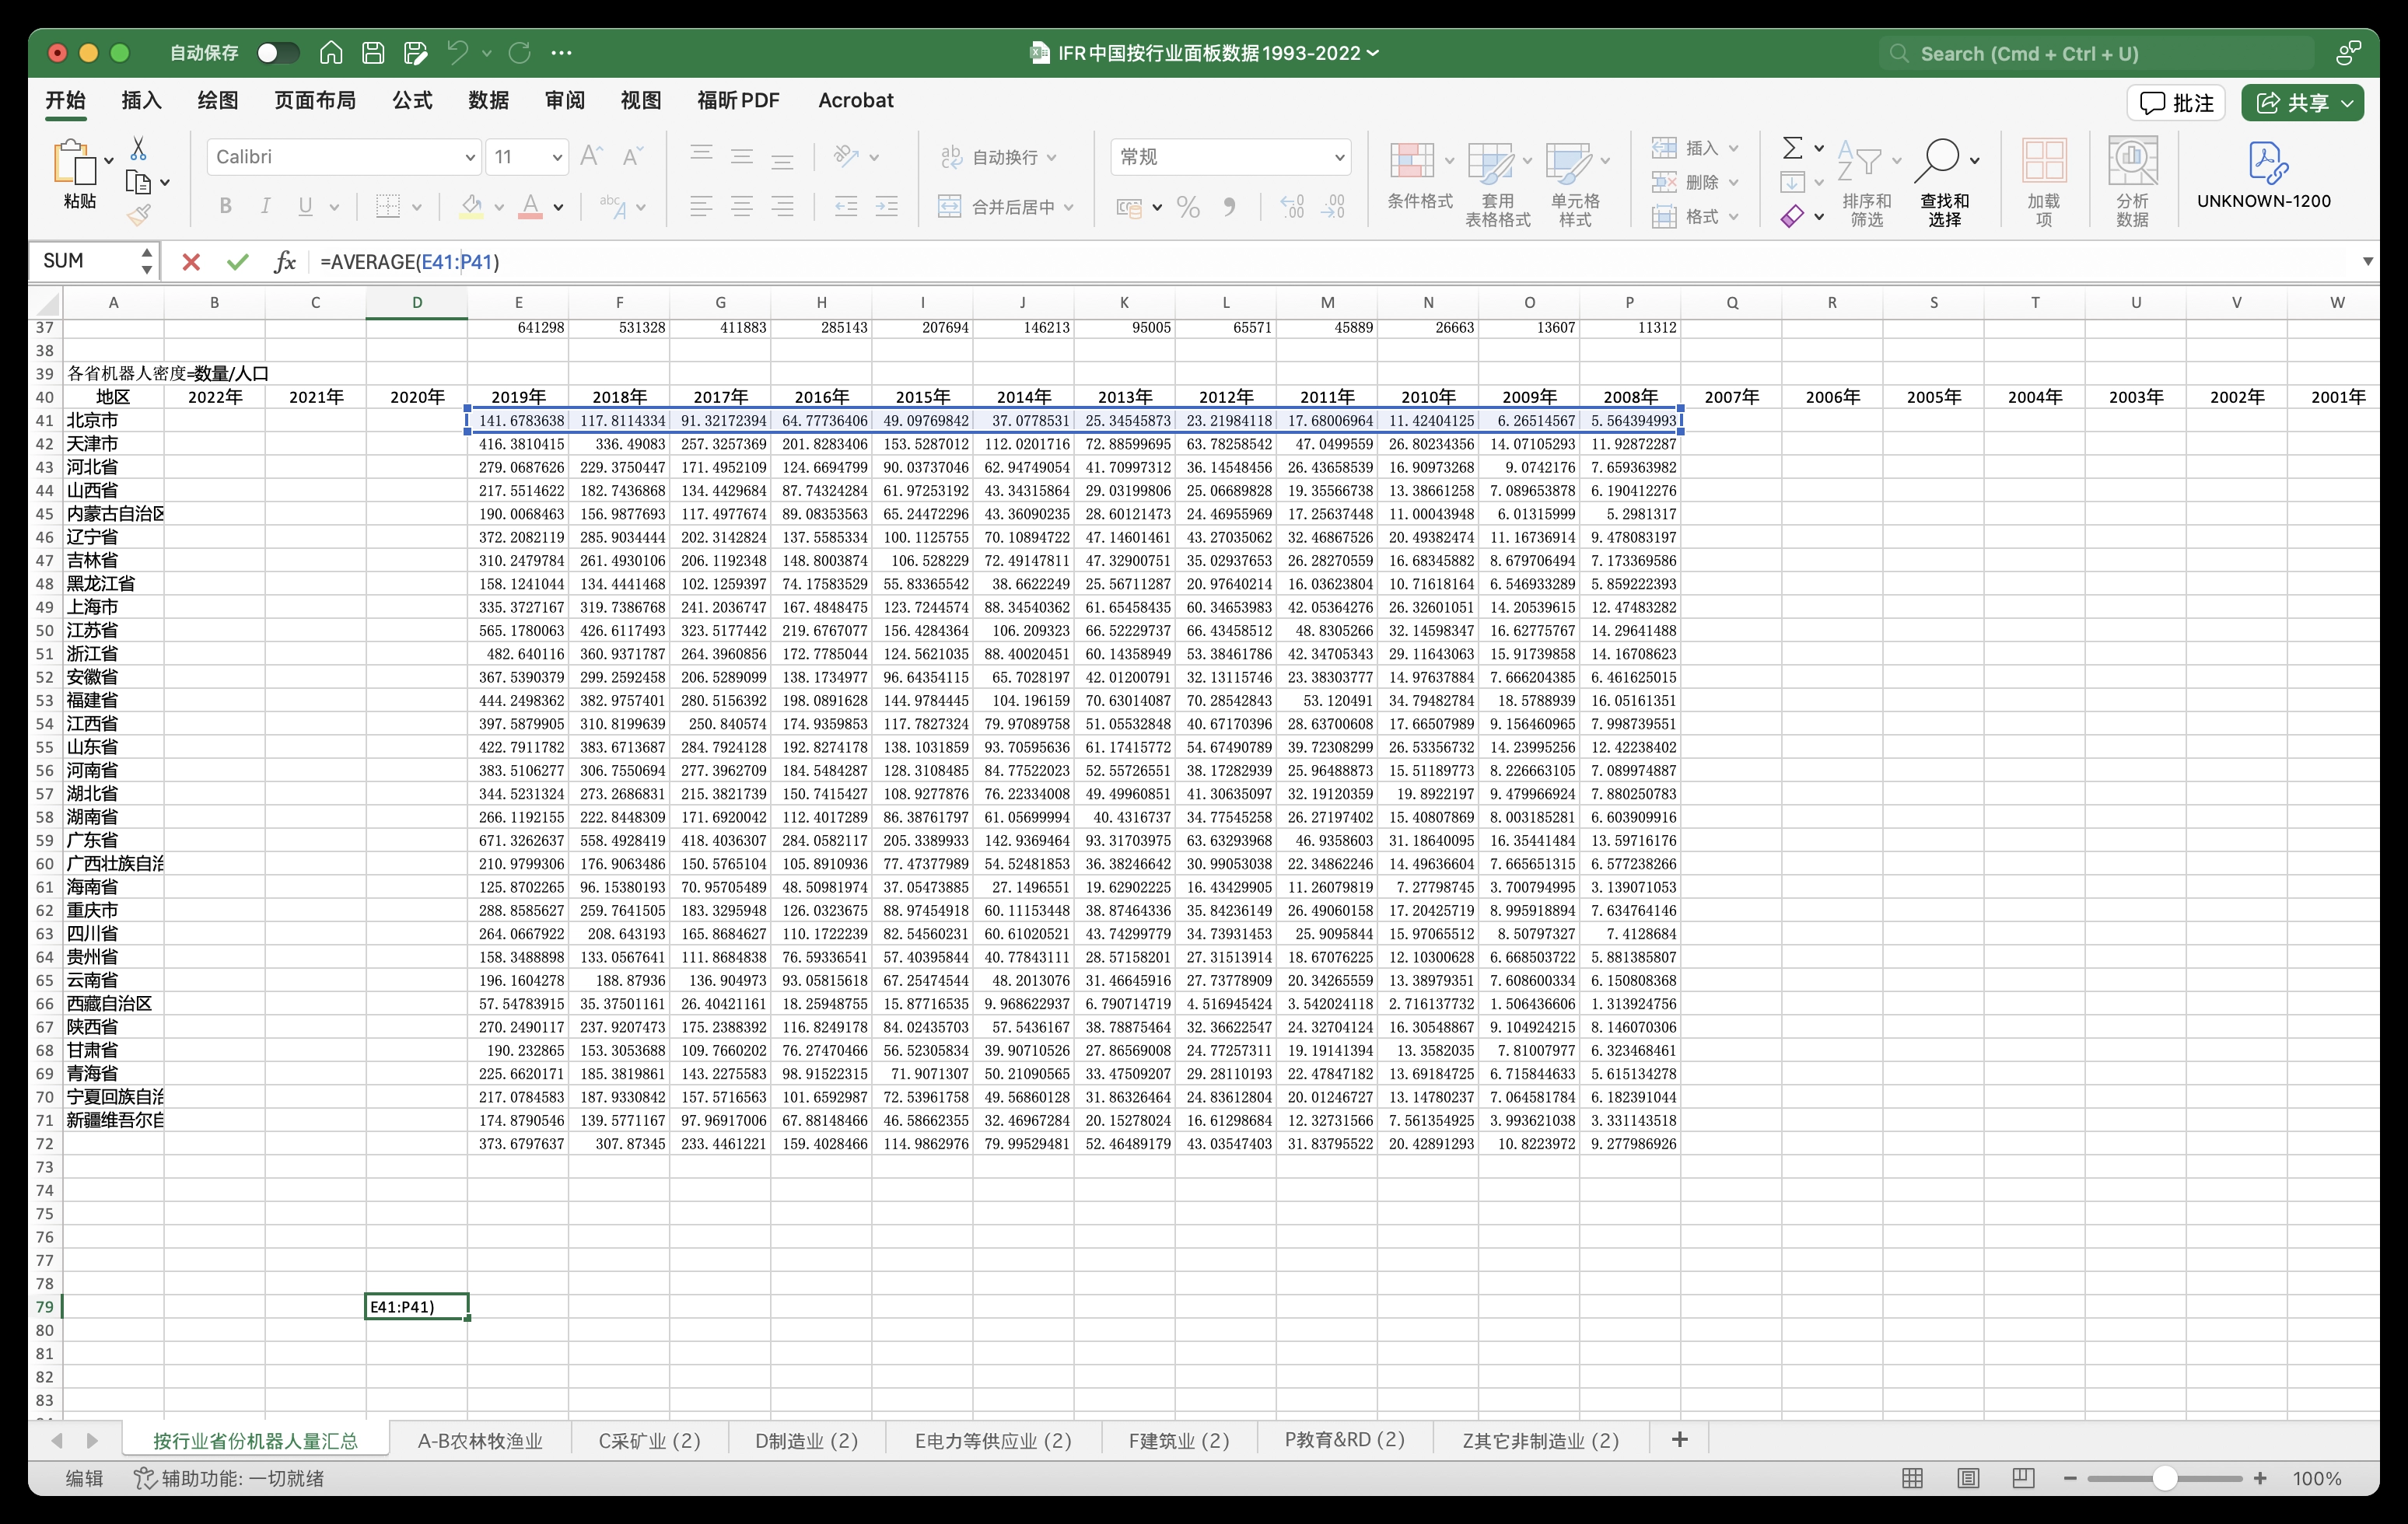 自动保存 IFR中国按行业面板数据1993-2022 Search (Cmd + Ctrl + U)
开始 插入 绘图 页面布局 公式 数据 审阅 视图 福昕PDF Acrobat 批注 共享
粘贴 Calibri 11 自动换行 合并后居中 常规 条件格式 套用表格格式 单元格样式 插入 删除 格式 排序和筛选 查找和选择 加载项 分析数据 UNKNOWN-1200
SUM fx =AVERAGE(E41:P41)
A B C D E F G H I J K L M N O P Q R S T U V W
37 641298 531328 411883 285143 207694 146213 95005 65571 45889 26663 13607 11312
38
39 各省机器人密度=数量/人口
40 地区 2022年 2021年 2020年 2019年 2018年 2017年 2016年 2015年 2014年 2013年 2012年 2011年 2010年 2009年 2008年 2007年 2006年 2005年 2004年 2003年 2002年 2001年
41 北京市 141.6783638 117.8114334 91.32172394 64.77736406 49.09769842 37.0778531 25.34545873 23.21984118 17.68006964 11.42404125 6.26514567 5.564394993
42 天津市 416.3810415 336.49083 257.3257369 201.8283406 153.5287012 112.0201716 72.88599695 63.78258542 47.0499559 26.80234356 14.07105293 11.92872287
43 河北省 279.0687626 229.3750447 171.4952109 124.6694799 90.03737046 62.94749054 41.70997312 36.14548456 26.43658539 16.90973268 9.0742176 7.659363982
44 山西省 217.5514622 182.7436868 134.4429684 87.74324284 61.97253192 43.34315864 29.03199806 25.06689828 19.35566738 13.38661258 7.089653878 6.190412276
45 内蒙古自治区 190.0068463 156.9877693 117.4977674 89.08353563 65.24472296 43.36090235 28.60121473 24.46955969 17.25637448 11.00043948 6.01315999 5.2981317
46 辽宁省 372.2082119 285.9034444 202.3142824 137.5585334 100.1125755 70.10894722 47.14601461 43.27035062 32.46867526 20.49382474 11.16736914 9.478083197
47 吉林省 310.2479784 261.4930106 206.1192348 148.8003874 106.528229 72.49147811 47.32900751 35.02937653 26.28270559 16.68345882 8.679706494 7.173369586
48 黑龙江省 158.1241044 134.4441468 102.1259397 74.17583529 55.83365542 38.6622249 25.56711287 20.97640214 16.03623804 10.71618164 6.546933289 5.859222393
49 上海市 335.3727167 319.7386768 241.2036747 167.4848475 123.7244574 88.34540362 61.65458435 60.34653983 42.05364276 26.32601051 14.20539615 12.47483282
50 江苏省 565.1780063 426.6117493 323.5177442 219.6767077 156.4284364 106.209323 66.52229737 66.43458512 48.8305266 32.14598347 16.62775767 14.29641488
51 浙江省 482.640116 360.9371787 264.3960856 172.7785044 124.5621035 88.40020451 60.14358949 53.38461786 42.34705343 29.11643063 15.91739858 14.16708623
52 安徽省 367.5390379 299.2592458 206.5289099 138.1734977 96.64354115 65.7028197 42.01200791 32.13115746 23.38303777 14.97637884 7.666204385 6.461625015
53 福建省 444.2498362 382.9757401 280.5156392 198.0891628 144.9784445 104.196159 70.63014087 70.28542843 53.120491 34.79482784 18.5788939 16.05161351
54 江西省 397.5879905 310.8199639 250.840574 174.9359853 117.7827324 79.97089758 51.05532848 40.67170396 28.63700608 17.66507989 9.156460965 7.998739551
55 山东省 422.7911782 383.6713687 284.7924128 192.8274178 138.1031859 93.70595636 61.17415772 54.67490789 39.72308299 26.53356732 14.23995256 12.42238402
56 河南省 383.5106277 306.7550694 277.3962709 184.5484287 128.3108485 84.77522023 52.55726551 38.17282939 25.96488873 15.51189773 8.226663105 7.089974887
57 湖北省 344.5231324 273.2686831 215.3821739 150.7415427 108.9277876 76.22334008 49.49960851 41.30635097 32.19120359 19.8922197 9.479966924 7.880250783
58 湖南省 266.1192155 222.8448309 171.6920042 112.4017289 86.38761797 61.05699994 40.4316737 34.77545258 26.27197402 15.40807869 8.003185281 6.603909916
59 广东省 671.3262637 558.4928419 418.4036307 284.0582117 205.3389933 142.9369464 93.31703975 63.63293968 46.9358603 31.18640095 16.35441484 13.59716176
60 广西壮族自治 210.9799306 176.9063486 150.5765104 105.8910936 77.47377989 54.52481853 36.38246642 30.99053038 22.34862246 14.49636604 7.665651315 6.577238266
61 海南省 125.8702265 96.15380193 70.95705489 48.50981974 37.05473885 27.1496551 19.62902225 16.43429905 11.26079819 7.27798745 3.700794995 3.139071053
62 重庆市 288.8585627 259.7641505 183.3295948 126.0323675 88.97454918 60.11153448 38.87464336 35.84236149 26.49060158 17.20425719 8.995918894 7.634764146
63 四川省 264.0667922 208.643193 165.8684627 110.1722239 82.54560231 60.61020521 43.74299779 34.73931453 25.9095844 15.97065512 8.50797327 7.4128684
64 贵州省 158.3488898 133.0567641 111.8684838 76.59336541 57.40395844 40.77843111 28.57158201 27.31513914 18.67076225 12.10300628 6.668503722 5.881385807
65 云南省 196.1604278 188.87936 136.904973 93.05815618 67.25474544 48.2013076 31.46645916 27.73778909 20.34265559 13.38979351 7.608600334 6.150808368
66 西藏自治区 57.54783915 35.37501161 26.40421161 18.25948755 15.87716535 9.968622937 6.790714719 4.516945424 3.542024118 2.716137732 1.506436606 1.313924756
67 陕西省 270.2490117 237.9207473 175.2388392 116.8249178 84.02435703 57.5436167 38.78875464 32.36622547 24.32704124 16.30548867 9.104924215 8.146070306
68 甘肃省 190.232865 153.3053688 109.7660202 76.27470466 56.52305834 39.90710526 27.86569008 24.77257311 19.19141394 13.3582035 7.81007977 6.323468461
69 青海省 225.6620171 185.3819861 143.2275583 98.91522315 71.9071307 50.21090565 33.47509207 29.28110193 22.47847182 13.69184725 6.715844633 5.615134278
70 宁夏回族自治 217.0784583 187.9330842 157.5716563 101.6592987 72.53961758 49.56860128 31.86326464 24.83612804 20.01246727 13.14780237 7.064581784 6.182391044
71 新疆维吾尔自 174.8790546 139.5771167 97.96917006 67.88148466 46.58662355 32.46967284 20.15278024 16.61298684 12.32731566 7.561354925 3.993621038 3.331143518
72 373.6797637 307.87345 233.4461221 159.4028466 114.9862976 79.99529481 52.46489179 43.03547403 31.83795522 20.42891293 10.8223972 9.277986926
73
74
75
76
77
78
79 E41:P41)
80
81
82
83
按行业省份机器人量汇总 A-B农林牧渔业 C采矿业 (2) D制造业 (2) E电力等供应业 (2) F建筑业 (2) P教育&RD (2) Z其它非制造业 (2) +
编辑 辅助功能: 一切就绪 100%